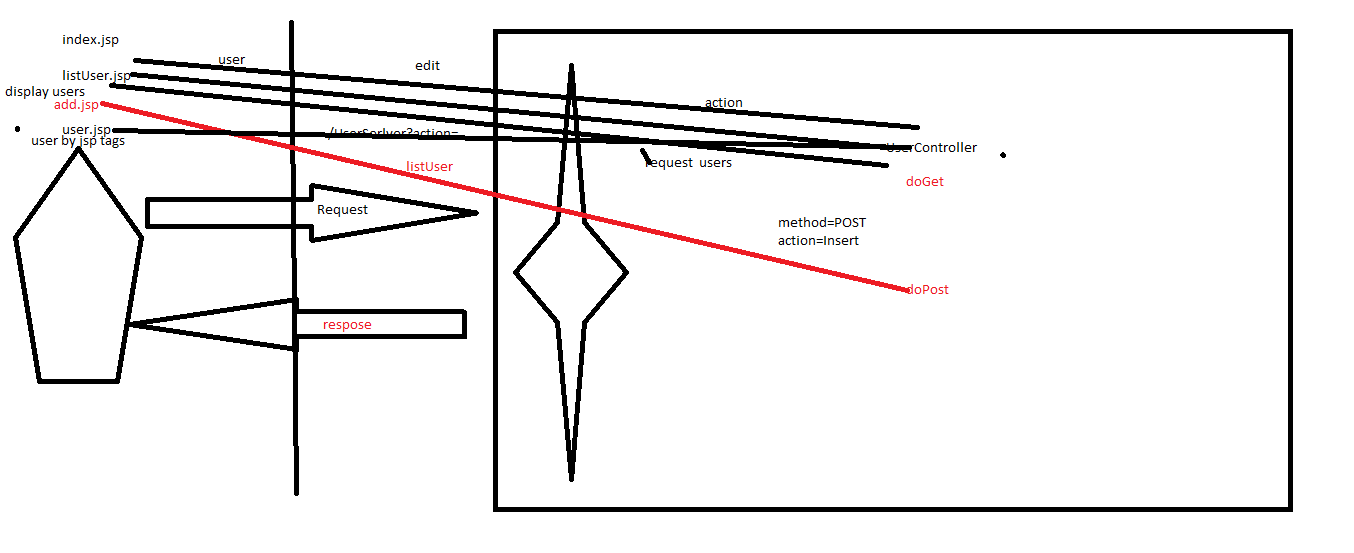 index.jsp
user
edit
listUser.jsp
display users
action
add.jsp
user.jsp
/UserSerlver?action=
user by jsp tags
UserController
request users
listUser
doGet
Request
method=POST
action=Insert
doPost
respose